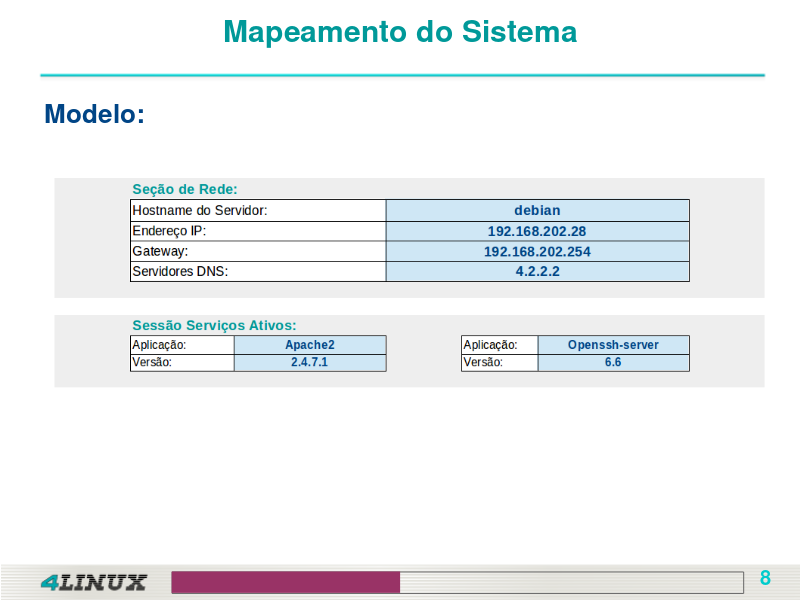 Mapeamento do Sistema
Modelo:
Seção de Rede:
Hostname do Servidor: debian
Endereço IP: 192.168.202.28
Gateway: 192.168.202.254
Servidores DNS: 4.2.2.2
Sessão Serviços Ativos:
Aplicação: Apache2 Aplicação: Openssh-server
Versão: 2.4.7.1 Versão: 6.6
4LINUX 8